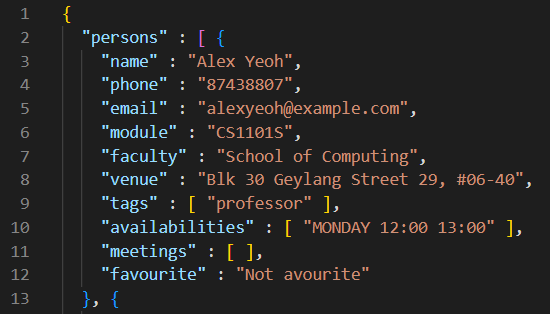 1 {
2 "persons" : [ {
3 "name" : "Alex Yeoh",
4 "phone" : "87438807",
5 "email" : "alexyeoh@example.com",
6 "module" : "CS1101S",
7 "faculty" : "School of Computing",
8 "venue" : "Blk 30 Geylang Street 29, #06-40",
9 "tags" : [ "professor" ],
10 "availabilities" : [ "MONDAY 12:00 13:00" ],
11 "meetings" : [ ],
12 "favourite" : "Not avourite"
13 }, {